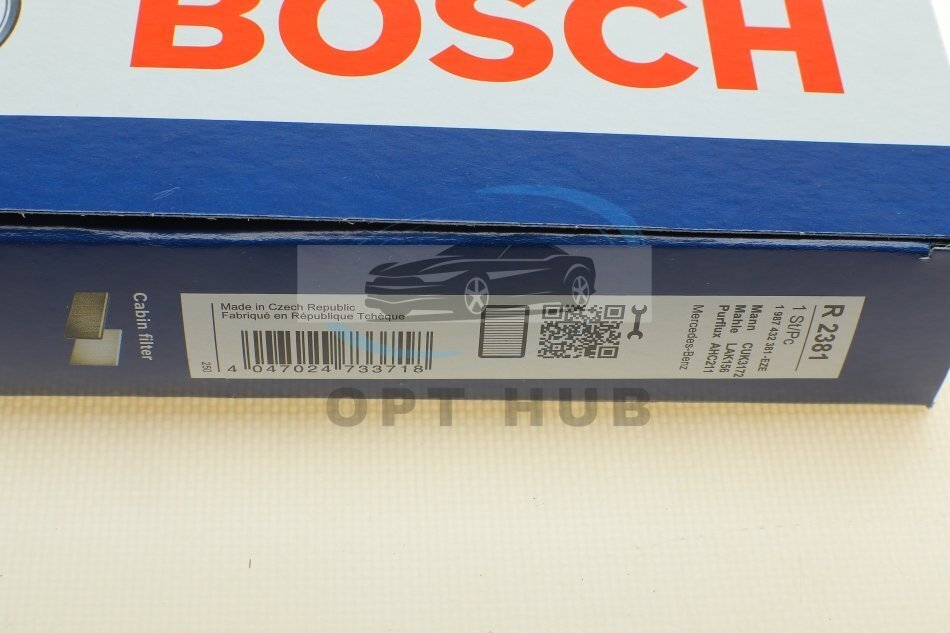 BOSCH
Cabin filter
Made in Czech Republic
Fabriqué en République Tchèque
250
4 047024 733718
R 2381
1 St/Pc
1 987 432 381-EZE
Mann CUK3172
Mahle LAK156
Purflux AHC211
Mercedes-Benz
OPT HUB